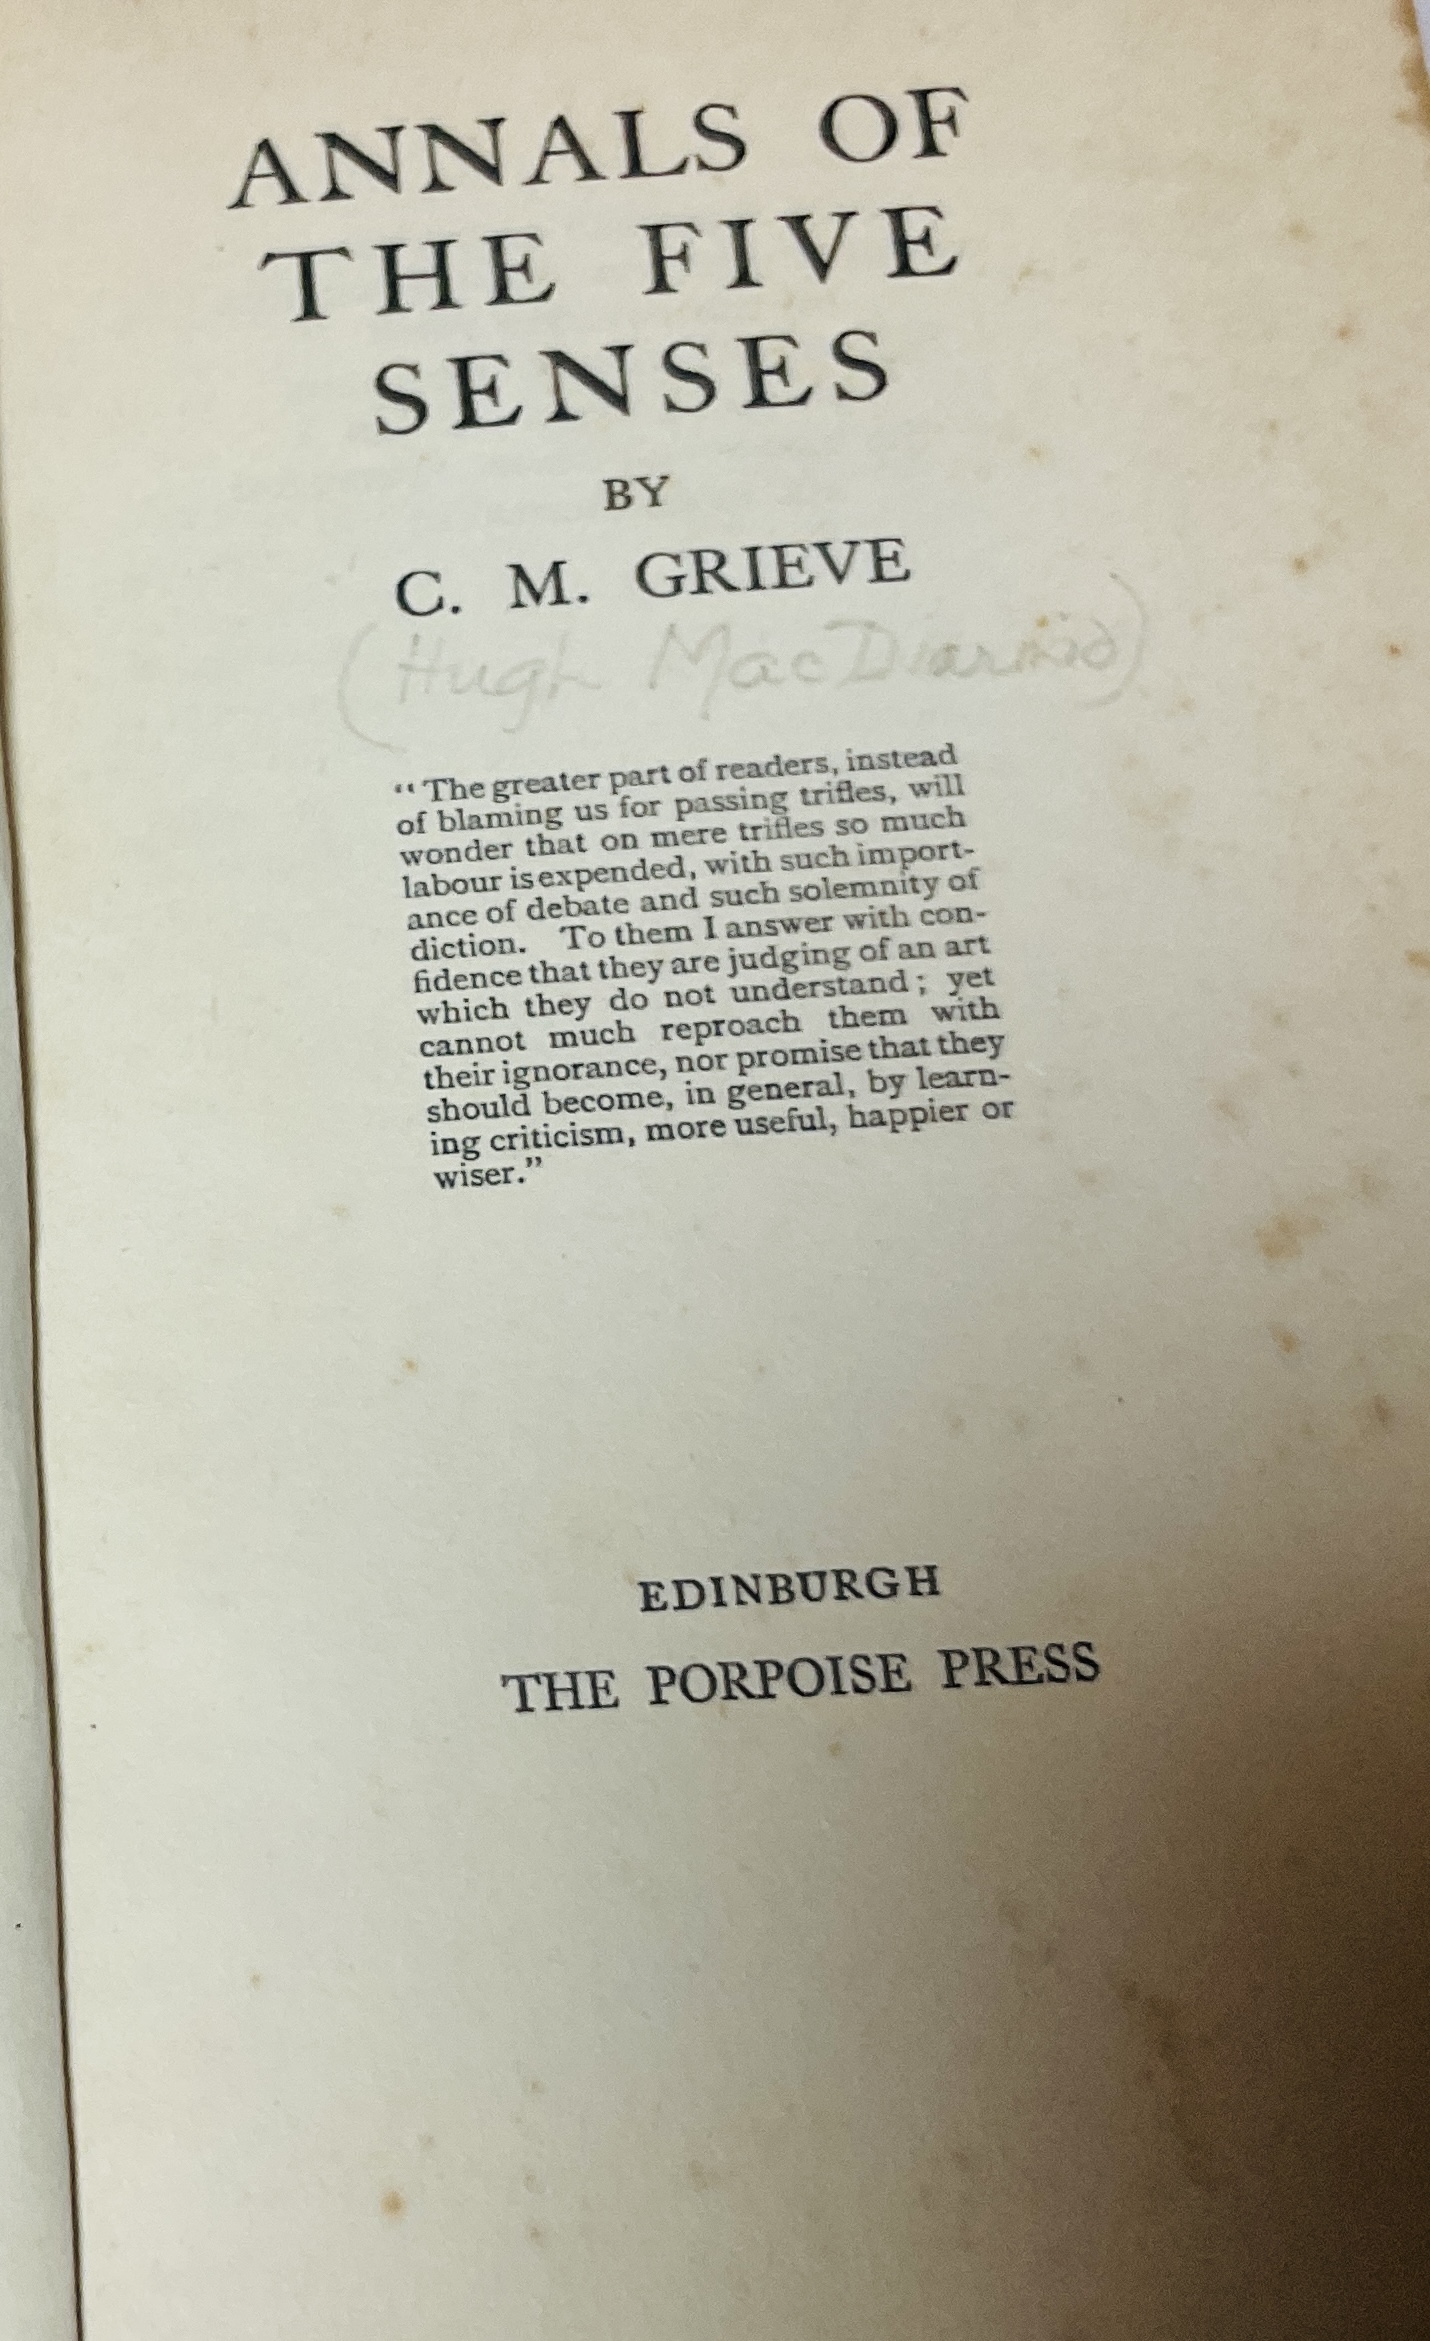 ANNALS OF
THE FIVE
SENSES
BY
C. M. GRIEVE
(Hugh MacDiarmid)
“The greater part of readers, instead
of blaming us for passing trifles, will
wonder that on mere trifles so much
labour is expended, with such import-
ance of debate and such solemnity of
diction. To them I answer with con-
fidence that they are judging of an art
which they do not understand; yet
cannot much reproach them with
their ignorance, nor promise that they
should become, in general, by learn-
ing criticism, more useful, happier or
wiser.”
EDINBURGH
THE PORPOISE PRESS